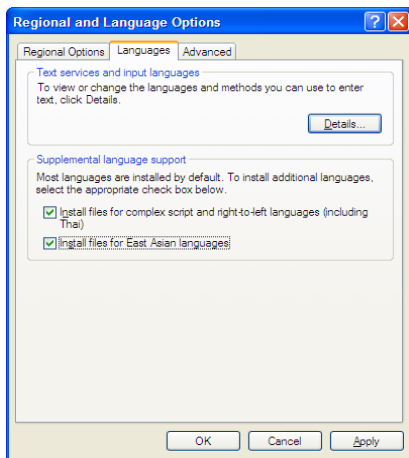 Regional and Language Options
Regional Options Languages Advanced
Text services and input languages
To view or change the languages and methods you can use to enter
text, click Details.
Details...
Supplemental language support
Most languages are installed by default. To install additional languages,
select the appropriate check box below.
Install files for complex script and right-to-left languages (including
Thai)
Install files for East Asian languages
OK Cancel Apply